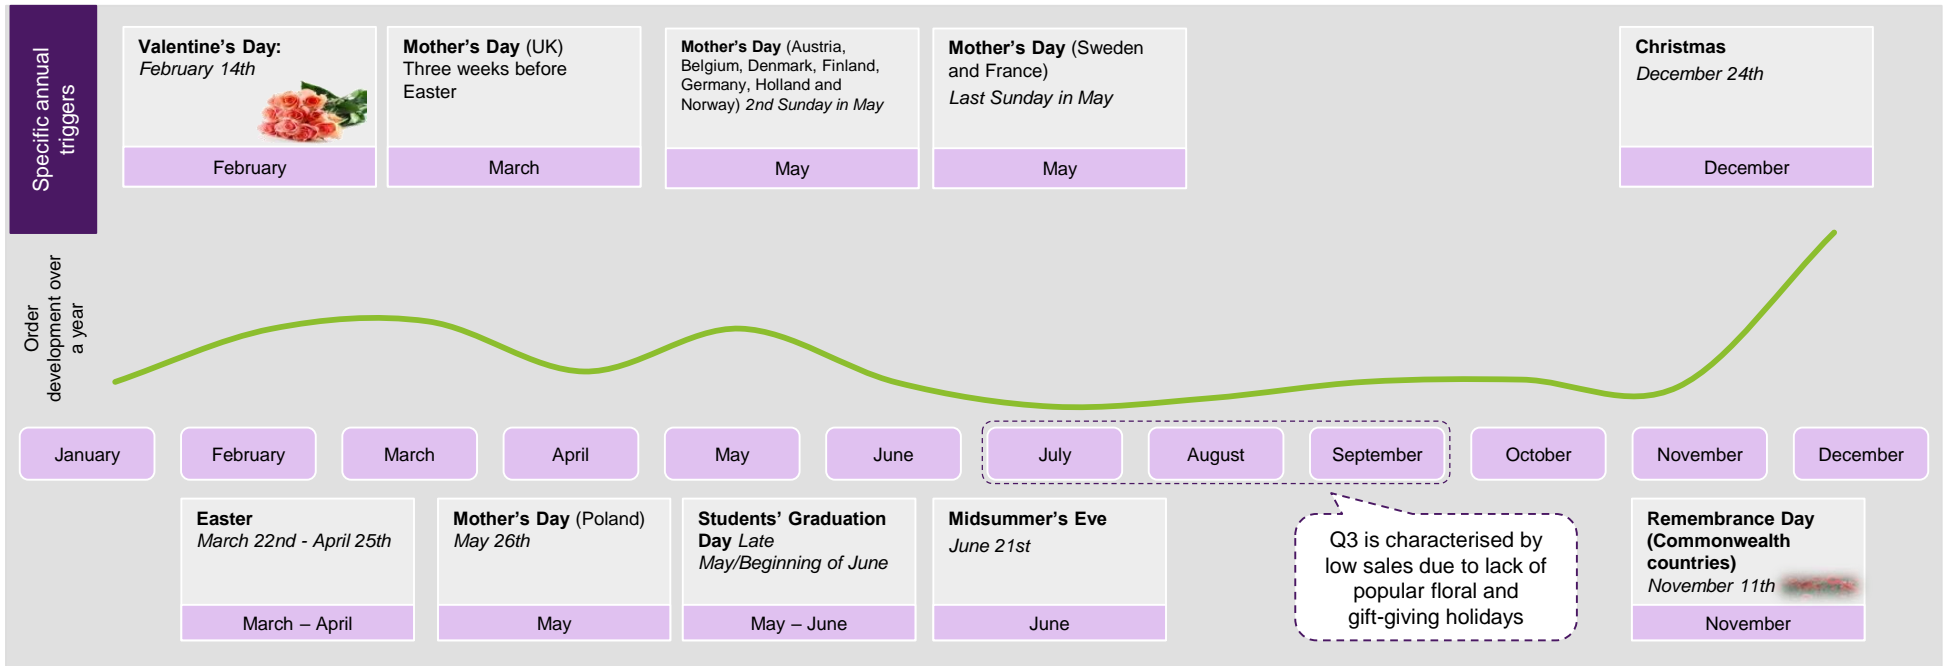 Specific annual
triggers
Valentine’s Day:
February 14th
February
Mother’s Day (UK)
Three weeks before
Easter
March
Mother’s Day (Austria,
Belgium, Denmark, Finland,
Germany, Holland and
Norway) 2nd Sunday in May
May
Mother’s Day (Sweden
and France)
Last Sunday in May
May
Christmas
December 24th
December
Order
development over
a year
January
February
March
April
May
June
July
August
September
October
November
December
Easter
March 22nd - April 25th
March – April
Mother’s Day (Poland)
May 26th
May
Students’ Graduation
Day Late
May/Beginning of June
May – June
Midsummer’s Eve
June 21st
June
Q3 is characterised by
low sales due to lack of
popular floral and
gift-giving holidays
Remembrance Day
(Commonwealth
countries)
November 11th
November